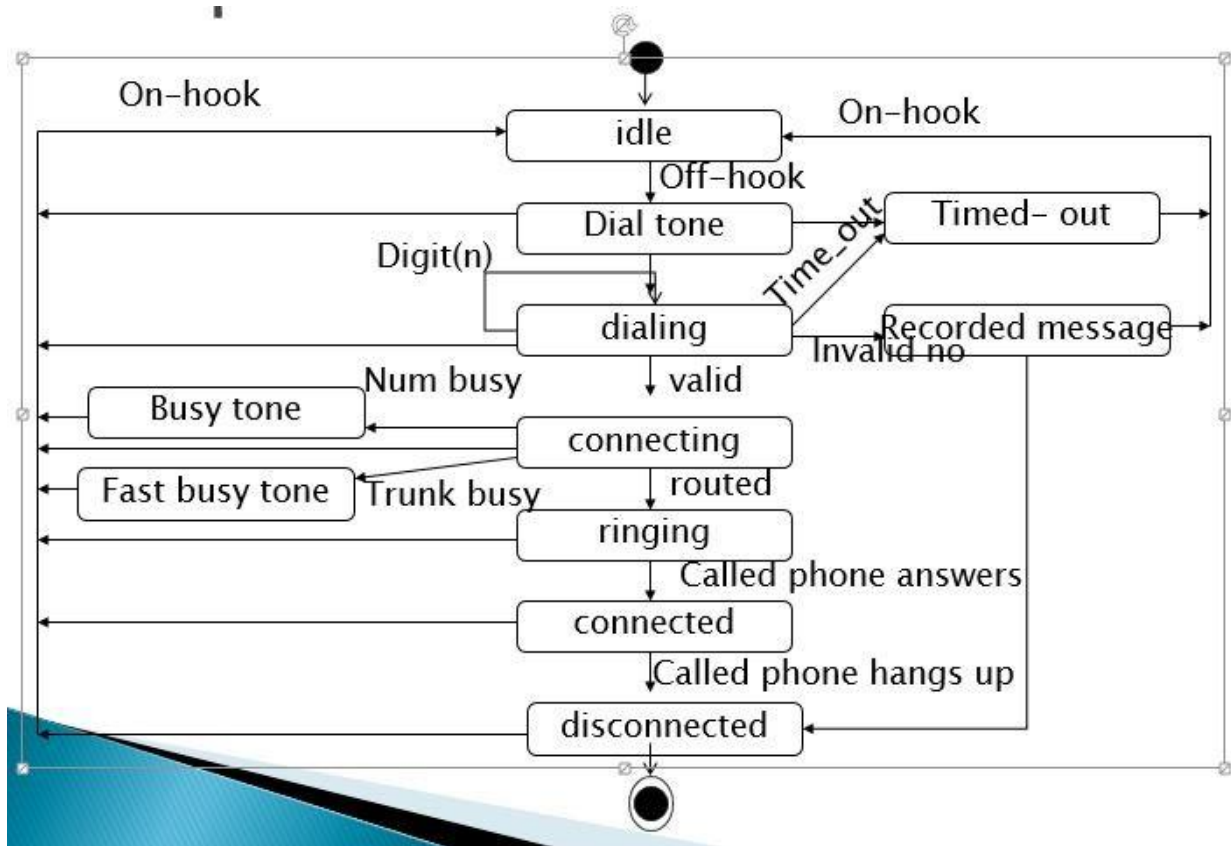 On-hook
On-hook
idle
Off-hook
Dial tone
Time_out
Timed- out
Digit(n)
dialing
Recorded message
Invalid no
Num busy
valid
Busy tone
connecting
Fast busy tone
Trunk busy
routed
ringing
Called phone answers
connected
Called phone hangs up
disconnected